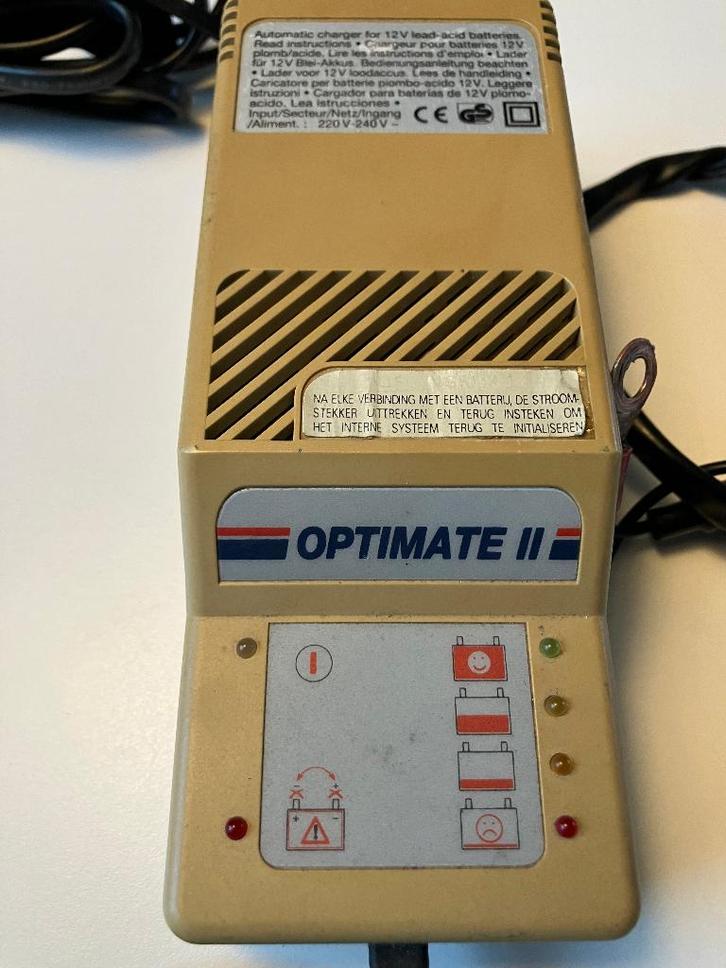 Automatic charger for 12V lead-acid batteries.
Read instructions • Chargeur pour batteries 12V
plomb/acide. Lire les instructions d'emploi • Lader
für 12V Blei-Akkus. Bedienungsanleitung beachten
• Lader voor 12V loodaccus. Lees de handleiding •
Caricatore per batterie piombo-acido 12V. Leggere
istruzioni • Cargador para baterias de 12V plomo-
acido. Lea istrucciones •
Input/Secteur/Netz/Ingang
/Aliment. : 220V-240V ~
CE GS
NA ELKE VERBINDING MET EEN BATTERIJ, DE STROOM-
STEKKER UITTREKKEN EN TERUG INSTEKEN OM
HET INTERNE SYSTEEM TERUG TE INITIALISEREN
OPTIMATE II